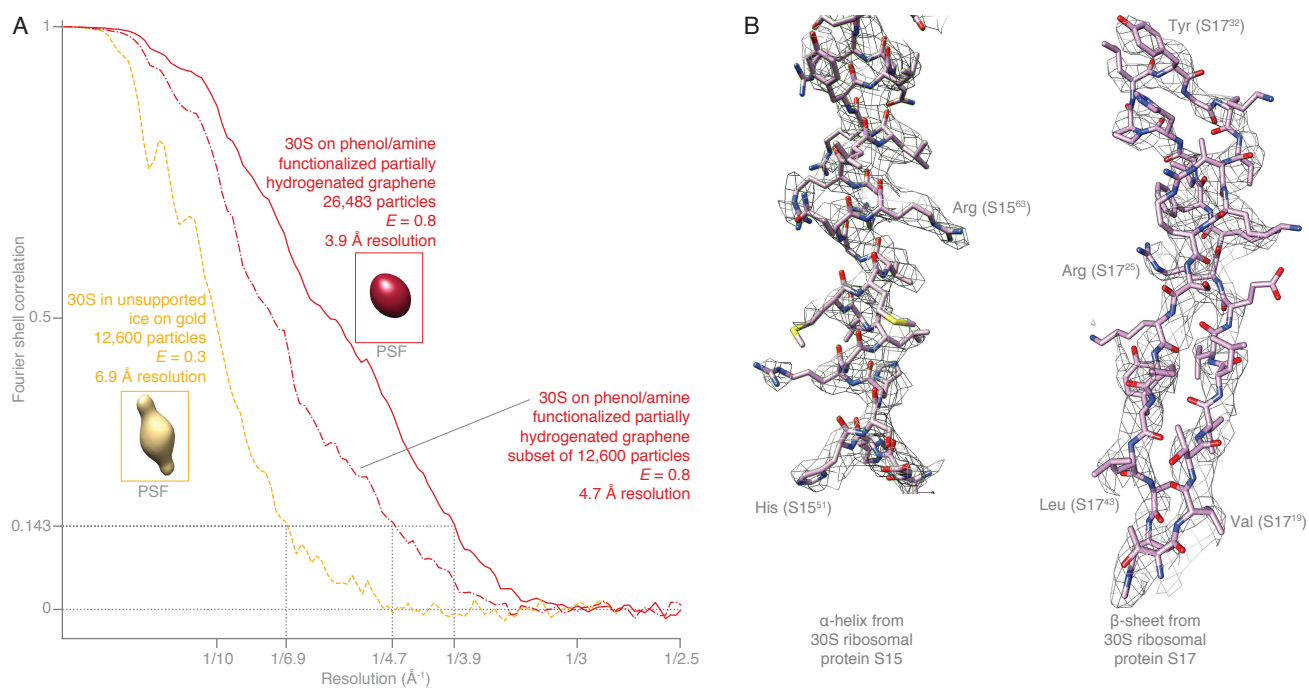 A
1
0.5
0.143
0
Fourier shell correlation
30S on phenol/amine
functionalized partially
hydrogenated graphene
26,483 particles
E = 0.8
3.9 Å resolution
PSF
30S in unsupported
ice on gold
12,600 particles
E = 0.3
6.9 Å resolution
PSF
30S on phenol/amine
functionalized partially
hydrogenated graphene
subset of 12,600 particles
E = 0.8
4.7 Å resolution
1/10
1/6.9
1/4.7
1/3.9
1/3
1/2.5
Resolution (Å⁻¹)
B
Arg (S15⁶³)
His (S15⁵¹)
α-helix from
30S ribosomal
protein S15
Tyr (S17³²)
Arg (S17²⁵)
Leu (S17⁴³)
Val (S17¹⁹)
β-sheet from
30S ribosomal
protein S17